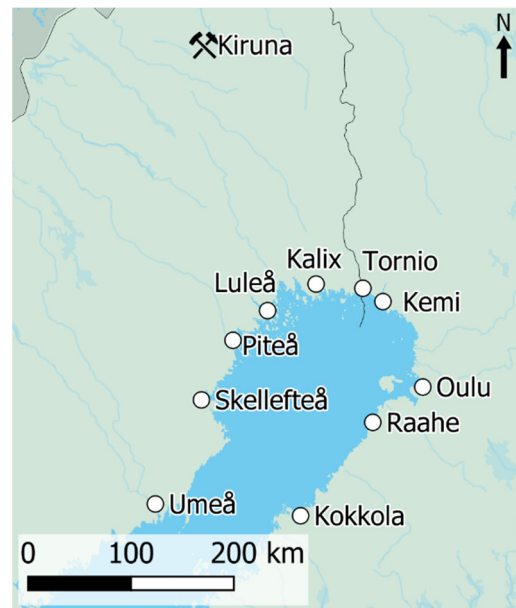 N
Kiruna
Kalix
Tornio
Luleå
Kemi
Piteå
Oulu
Skellefteå
Raahe
Umeå
Kokkola
0 100 200 km